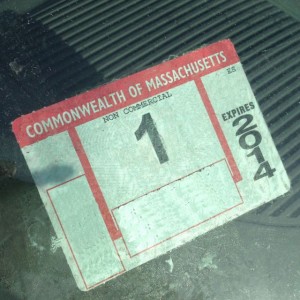 COMMONWEALTH OF MASSACHUSETTS
NON COMMERCIAL
1
EXPIRES
2014